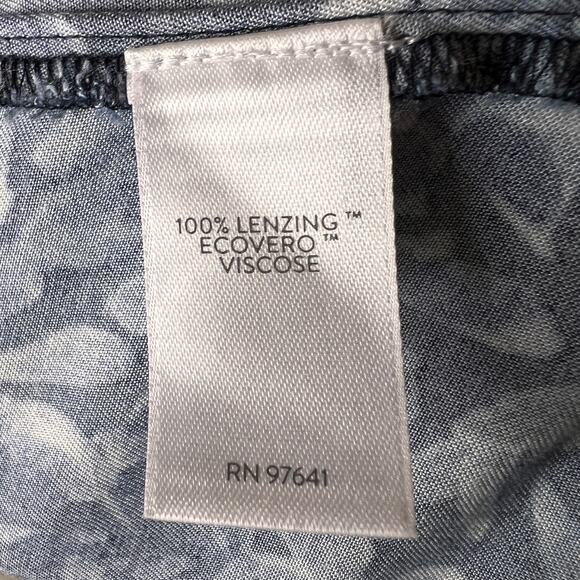 100% LENZING ™
ECOVERO ™
VISCOSE
RN 97641